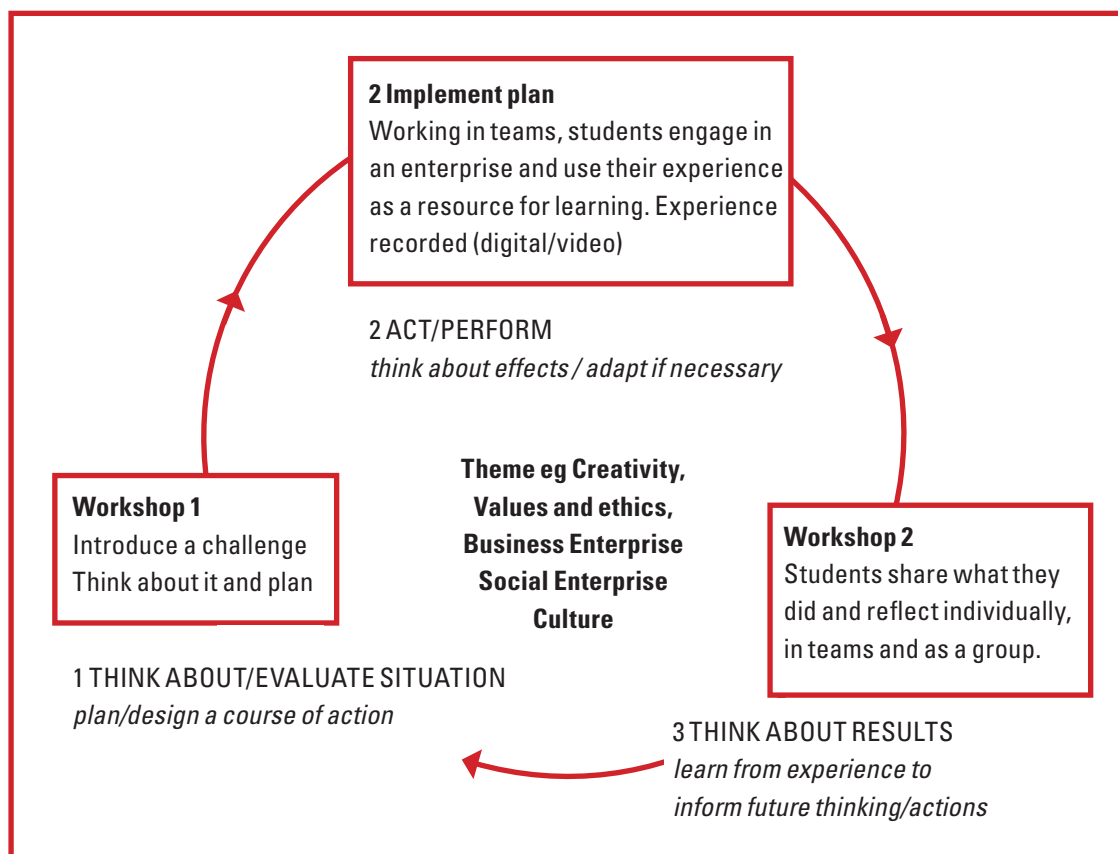 2 Implement plan
Working in teams, students engage in
an enterprise and use their experience
as a resource for learning. Experience
recorded (digital/video)
2 ACT/PERFORM
think about effects / adapt if necessary
Theme eg Creativity,
Values and ethics,
Business Enterprise
Social Enterprise
Culture
Workshop 1
Introduce a challenge
Think about it and plan
1 THINK ABOUT/EVALUATE SITUATION
plan/design a course of action
Workshop 2
Students share what they
did and reflect individually,
in teams and as a group.
3 THINK ABOUT RESULTS
learn from experience to
inform future thinking/actions